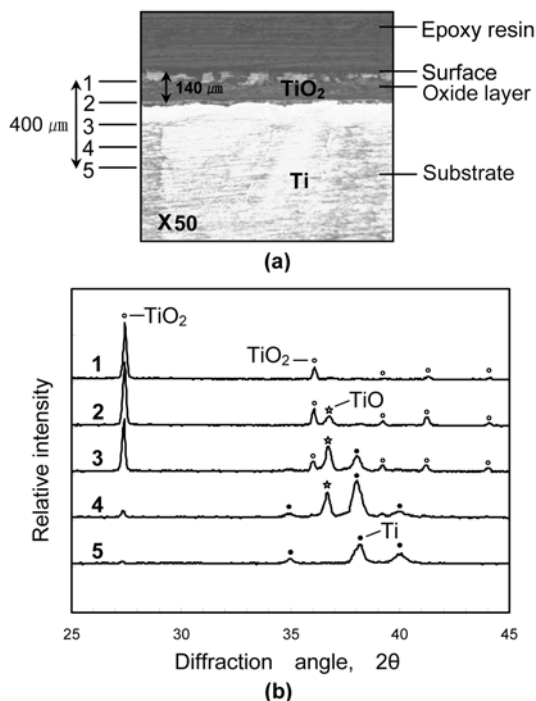 (a)
Epoxy resin
Surface
TiO₂
Oxide layer
140 ㎛
1
2
400 ㎛
3
4
5
Ti
Substrate
X50
(a)
TiO₂
1
TiO₂
2
TiO
3
4
5
Ti
Relative intensity
25 30 35 40 45
Diffraction angle, 2θ
(b)